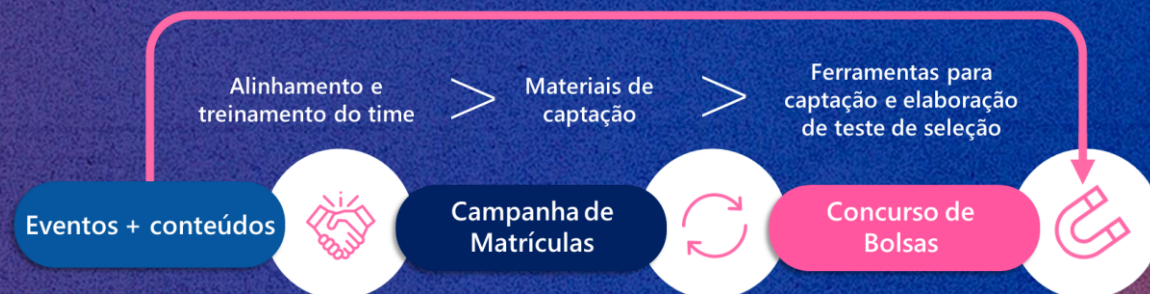 Alinhamento e
treinamento do time
Materiais de
captação
Ferramentas para
captação e elaboração
de teste de seleção
Eventos + conteúdos
Campanha de
Matrículas
Concurso de
Bolsas